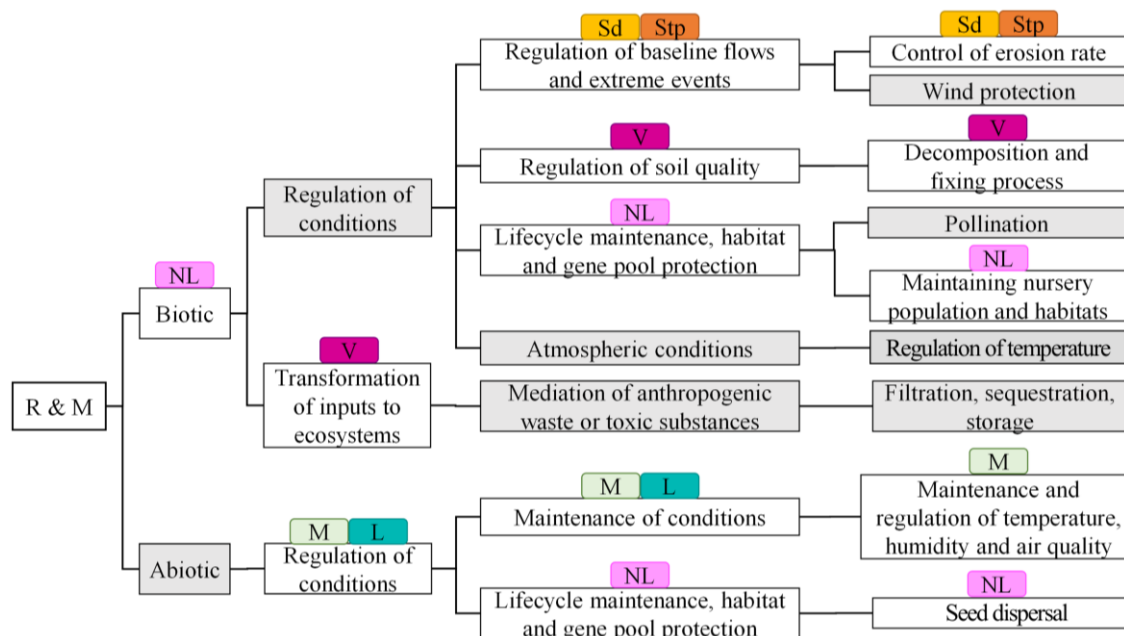 Sd Stp
Regulation of baseline flows
and extreme events
Sd Stp
Control of erosion rate
Wind protection
V
Regulation of soil quality
V
Decomposition and
fixing process
Regulation of
conditions
NL
Lifecycle maintenance, habitat
and gene pool protection
Pollination
NL
Maintaining nursery
population and habitats
NL
Biotic
Atmospheric conditions
Regulation of temperature
V
Transformation
of inputs to
ecosystems
Mediation of anthropogenic
waste or toxic substances
Filtration, sequestration,
storage
R & M
M L
Maintenance of conditions
M
Maintenance and
regulation of temperature,
humidity and air quality
Abiotic
M L
Regulation of
conditions
NL
Lifecycle maintenance, habitat
and gene pool protection
NL
Seed dispersal